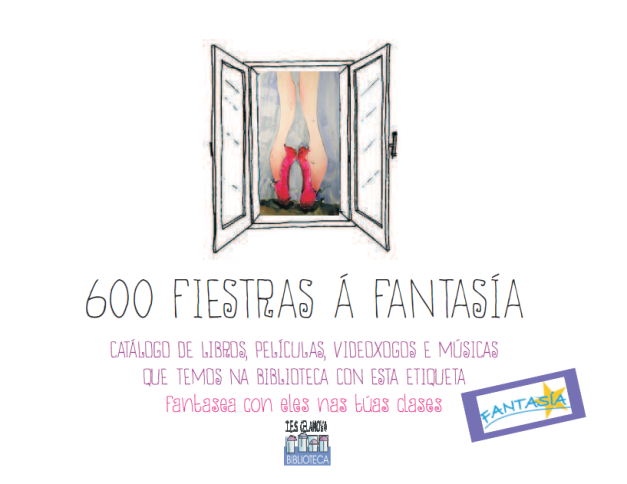 600 FIESTRAS Á FANTASÍA
CATÁLOGO DE LIBROS, PELÍCULAS, VIDEOXOGOS E MÚSICAS
QUE TEMOS NA BIBLIOTECA CON ESTA ETIQUETA
Fantasea con eles nas túas clases
FANTASÍA
I.E.S CELANOVA
BIBLIOTECA